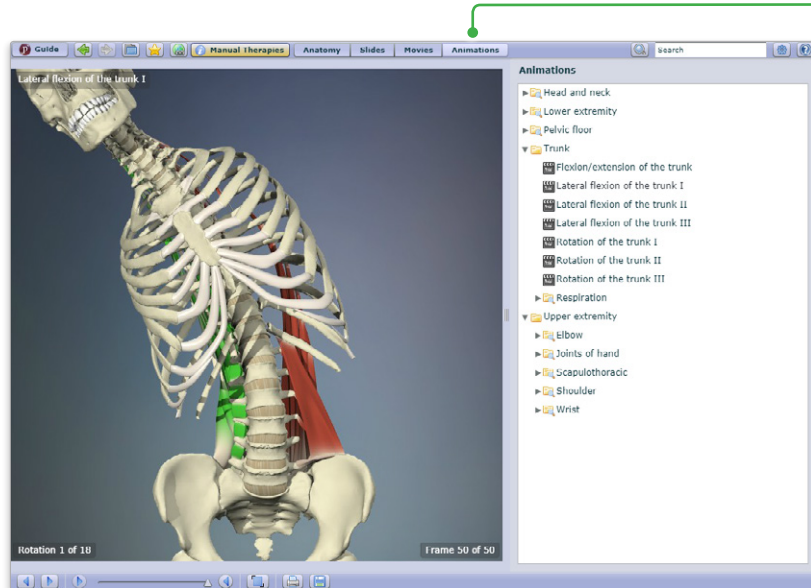 Guide
Manual Therapies
Anatomy
Slides
Movies
Animations
Search
Lateral flexion of the trunk I
Rotation 1 of 18
Frame 50 of 50
Animations
Head and neck
Lower extremity
Pelvic floor
Trunk
Flexion/extension of the trunk
Lateral flexion of the trunk I
Lateral flexion of the trunk II
Lateral flexion of the trunk III
Rotation of the trunk I
Rotation of the trunk II
Rotation of the trunk III
Respiration
Upper extremity
Elbow
Joints of hand
Scapulothoracic
Shoulder
Wrist